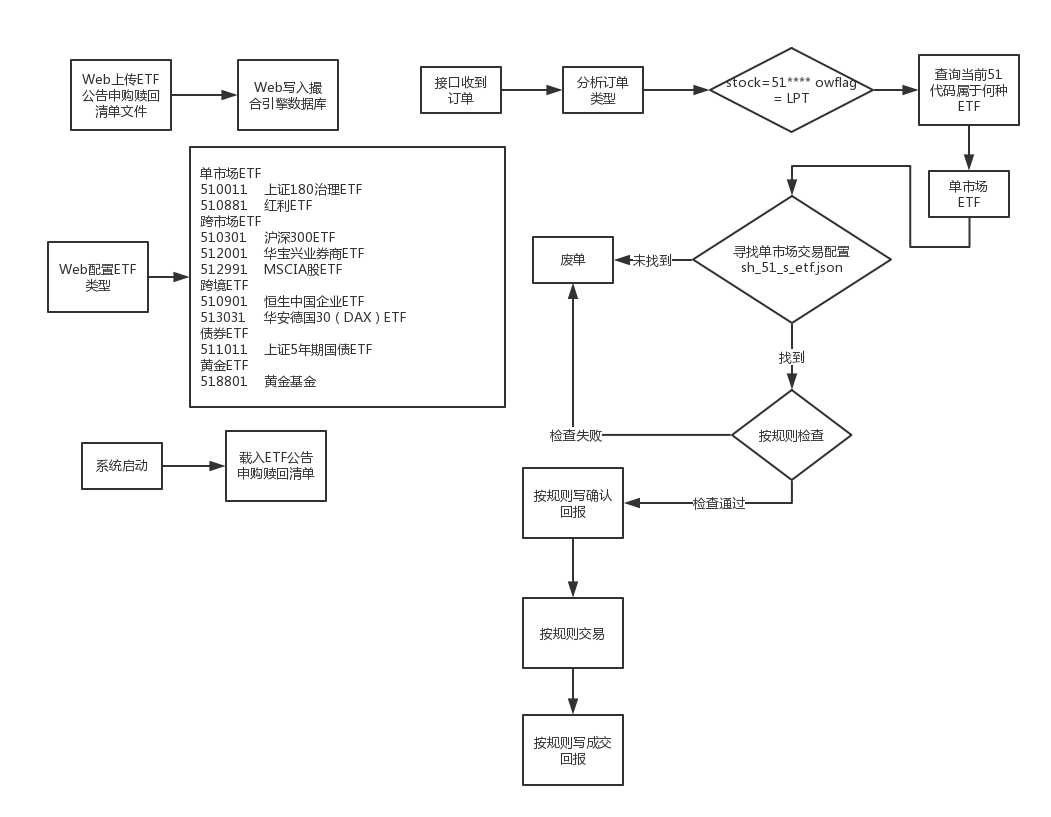 Web上传ETF
公告申购赎回
清单文件
Web写入撮
合引擎数据库
接口收到
订单
分析订单
类型
stock=51**** owflag
= LPT
查询当前51
代码属于何种
ETF
单市场
ETF
寻找单市场交易配置
sh_51_s_etf.json
未找到
废单
找到
按规则检查
检查失败
检查通过
按规则写确认
回报
按规则交易
按规则写成交
回报
Web配置ETF
类型
单市场ETF
510011 上证180治理ETF
510881 红利ETF
跨市场ETF
510301 沪深300ETF
512001 华宝兴业券商ETF
512991 MSCIA股ETF
跨境ETF
510901 恒生中国企业ETF
513031 华安德国30（DAX）ETF
债券ETF
511011 上证5年期国债ETF
黄金ETF
518801 黄金基金
系统启动
载入ETF公告
申购赎回清单